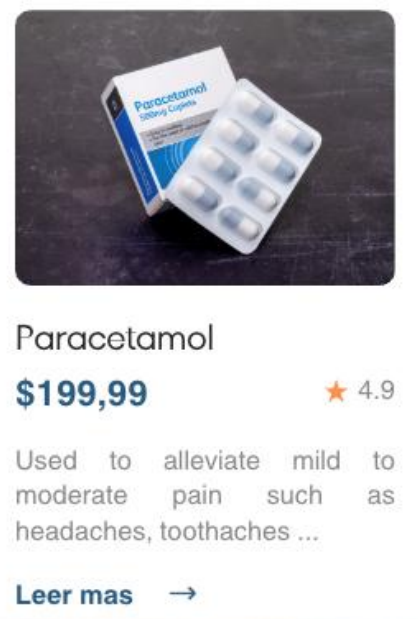 Paracetamol
500mg Caplets
Paracetamol
$199,99
★ 4.9
Used to alleviate mild to
moderate pain such as
headaches, toothaches ...
Leer mas →